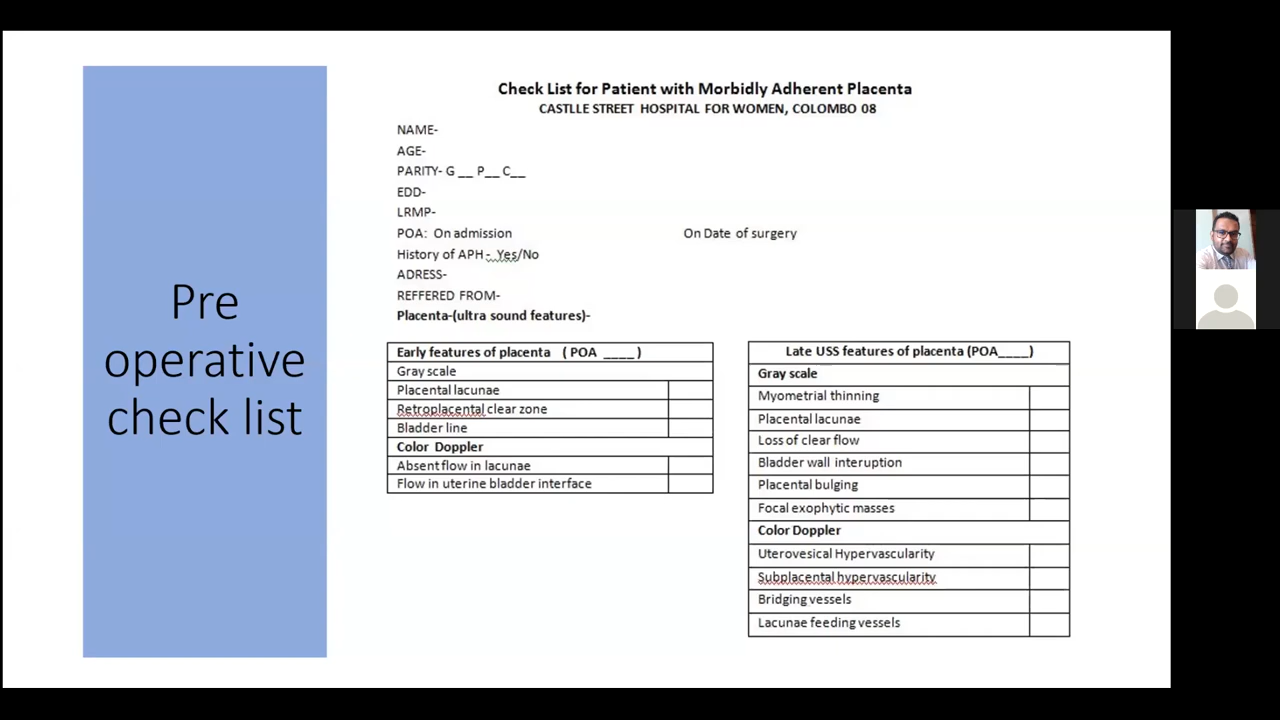 Pre
operative
check list
Check List for Patient with Morbidly Adherent Placenta
CASTLLE STREET HOSPITAL FOR WOMEN, COLOMBO 08
NAME-
AGE-
PARITY- G __ P__ C__
EDD-
LRMP-
POA: On admission On Date of surgery
History of APH - Yes/No
ADRESS-
REFFERED FROM-
Placenta-(ultra sound features)-
Early features of placenta ( POA ____ )
Gray scale
Placental lacunae
Retroplacental clear zone
Bladder line
Color Doppler
Absent flow in lacunae
Flow in uterine bladder interface
Late USS features of placenta (POA____)
Gray scale
Myometrial thinning
Placental lacunae
Loss of clear flow
Bladder wall interuption
Placental bulging
Focal exophytic masses
Color Doppler
Uterovesical Hypervascularity
Subplacental hypervascularity
Bridging vessels
Lacunae feeding vessels